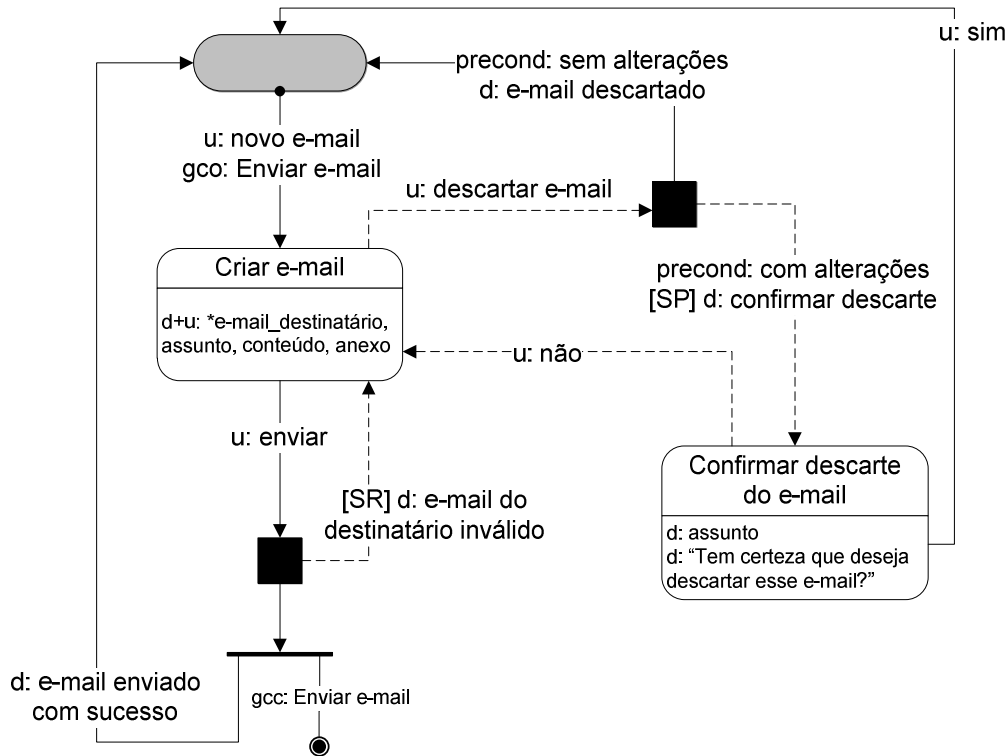 u: sim
precond: sem alterações
d: e-mail descartado
u: novo e-mail
gco: Enviar e-mail
u: descartar e-mail
Criar e-mail
d+u: *e-mail_destinatário,
assunto, conteúdo, anexo
precond: com alterações
[SP] d: confirmar descarte
u: não
u: enviar
Confirmar descarte
do e-mail
d: assunto
d: “Tem certeza que deseja
descartar esse e-mail?”
[SR] d: e-mail do
destinatário inválido
d: e-mail enviado
com sucesso
gcc: Enviar e-mail